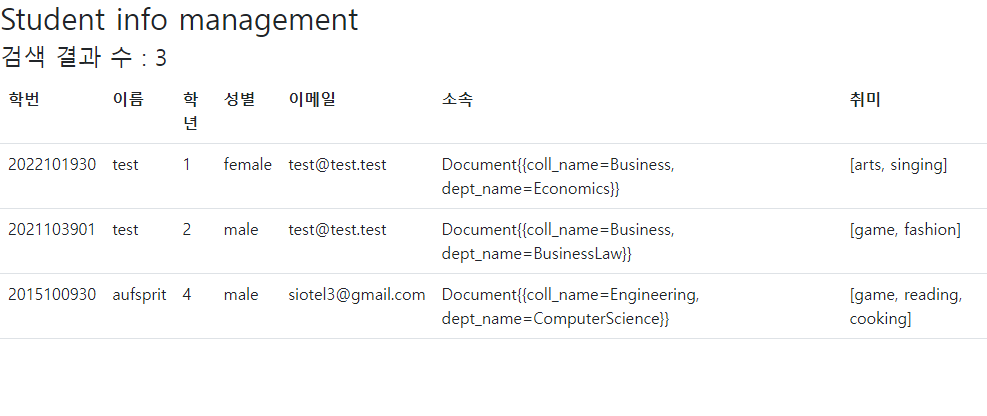 Student info management
검색 결과 수 : 3
학번 이름 학년 성별 이메일 소속 취미
2022101930 test 1 female test@test.test Document{{coll_name=Business, dept_name=Economics}} [arts, singing]
2021103901 test 2 male test@test.test Document{{coll_name=Business, dept_name=BusinessLaw}} [game, fashion]
2015100930 aufsprit 4 male siotel3@gmail.com Document{{coll_name=Engineering, dept_name=ComputerScience}} [game, reading, cooking]